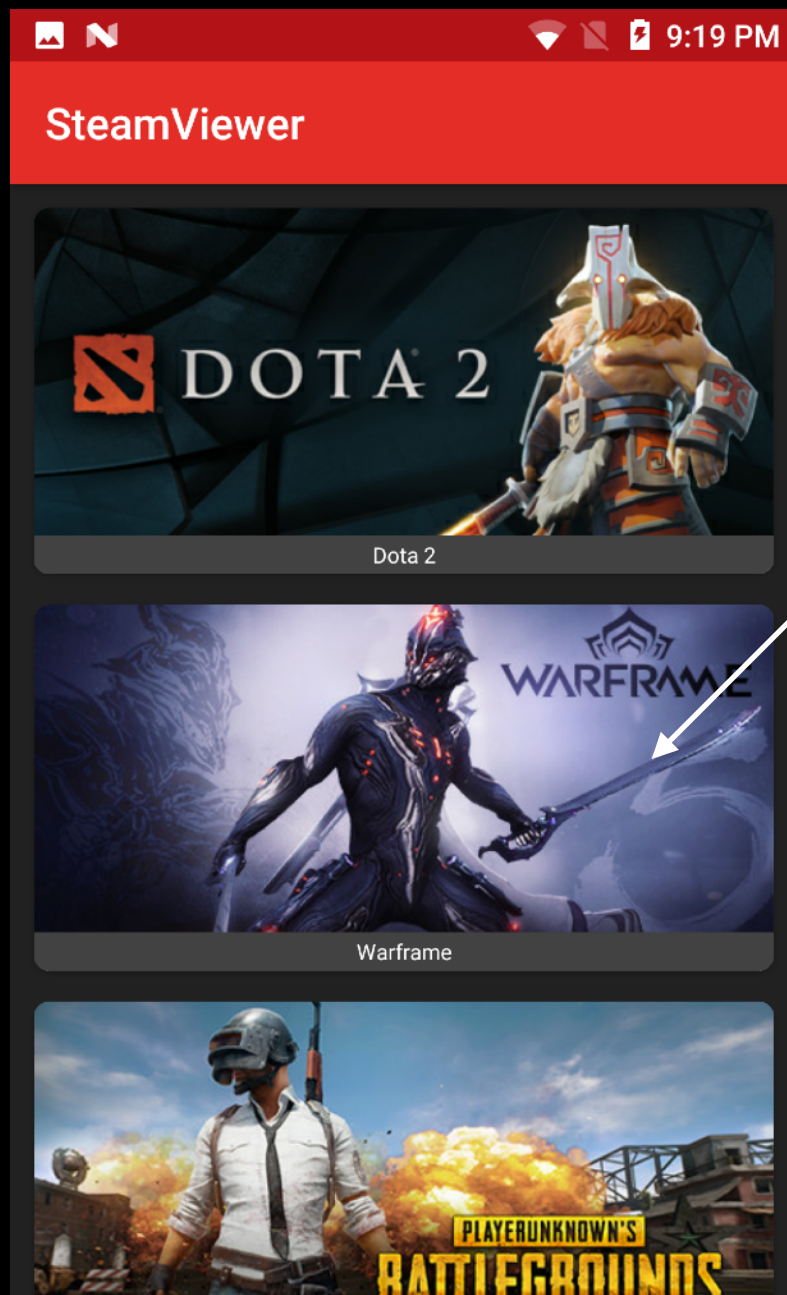 9:19 PM
SteamViewer
DOTA 2
Dota 2
WARFRAME
Warframe
PLAYERUNKNOWN'S
BATTLEGROUNDS